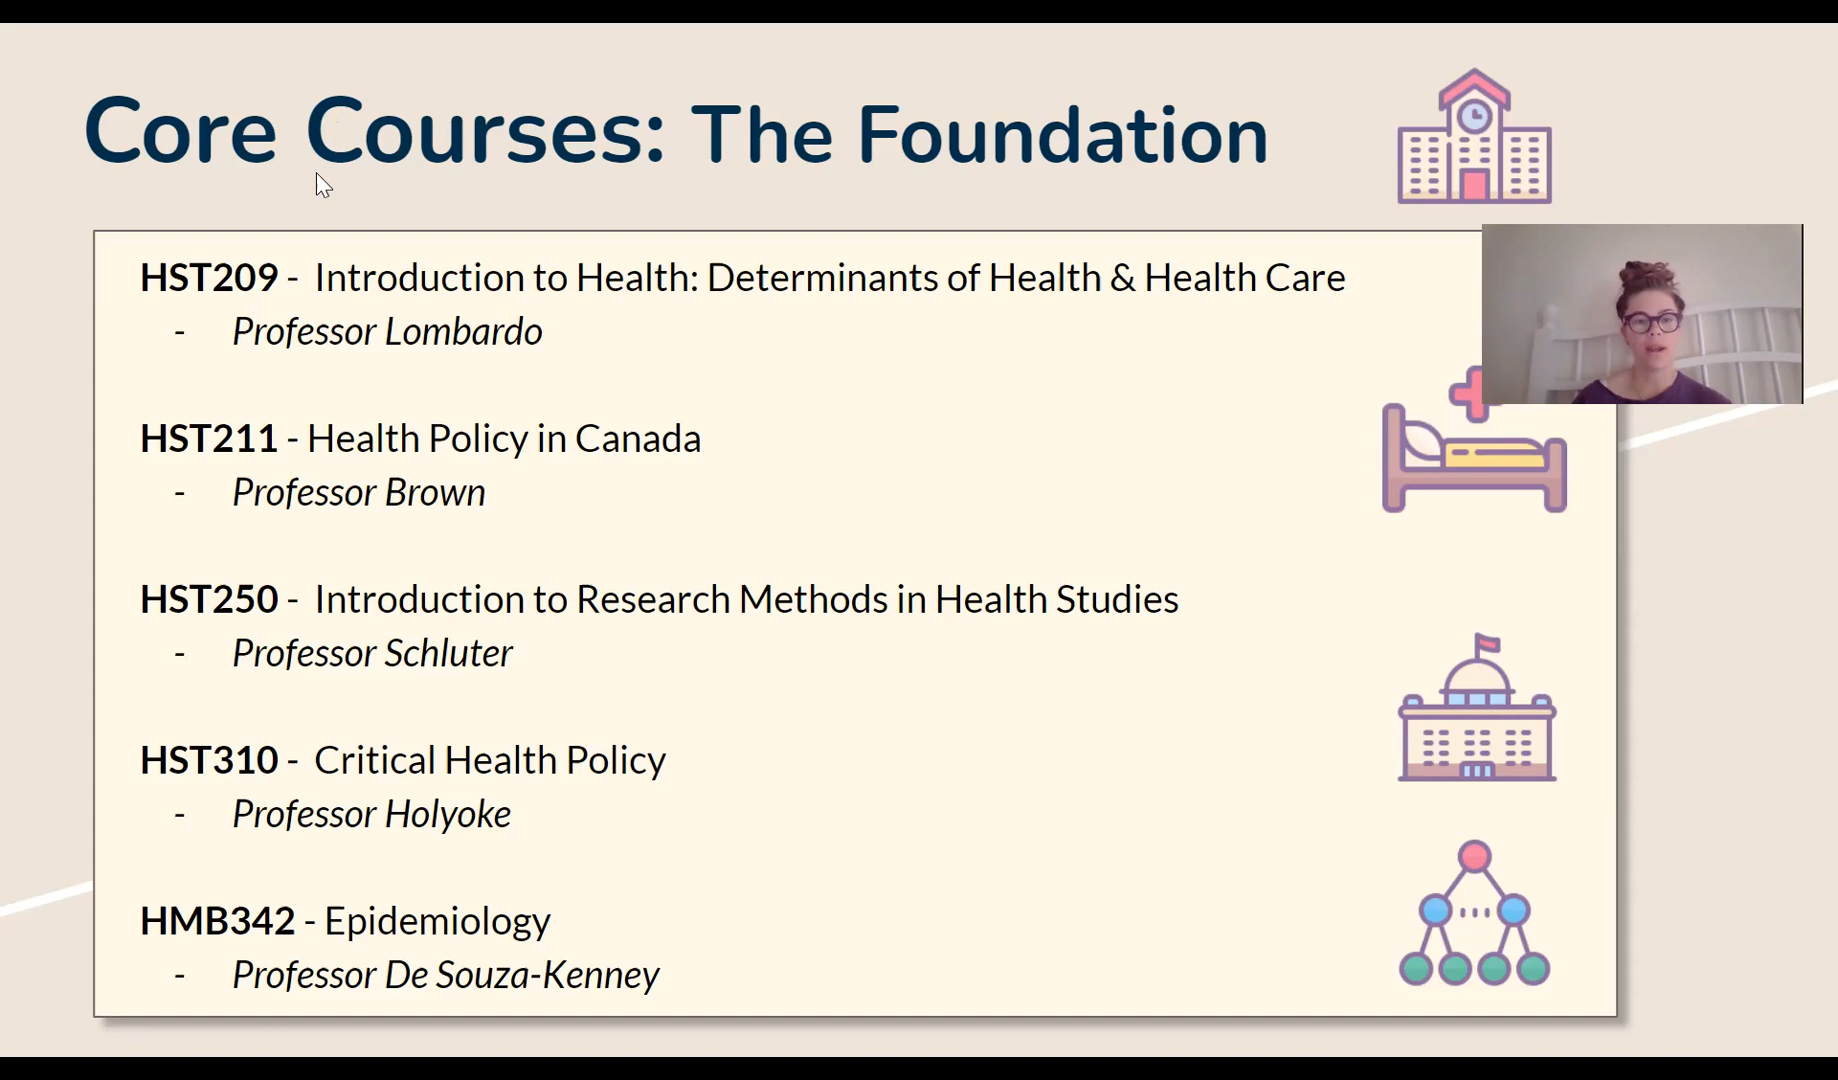 Core Courses: The Foundation
HST209 - Introduction to Health: Determinants of Health & Health Care
- Professor Lombardo
HST211 - Health Policy in Canada
- Professor Brown
HST250 - Introduction to Research Methods in Health Studies
- Professor Schluter
HST310 - Critical Health Policy
- Professor Holyoke
HMB342 - Epidemiology
- Professor De Souza-Kenney